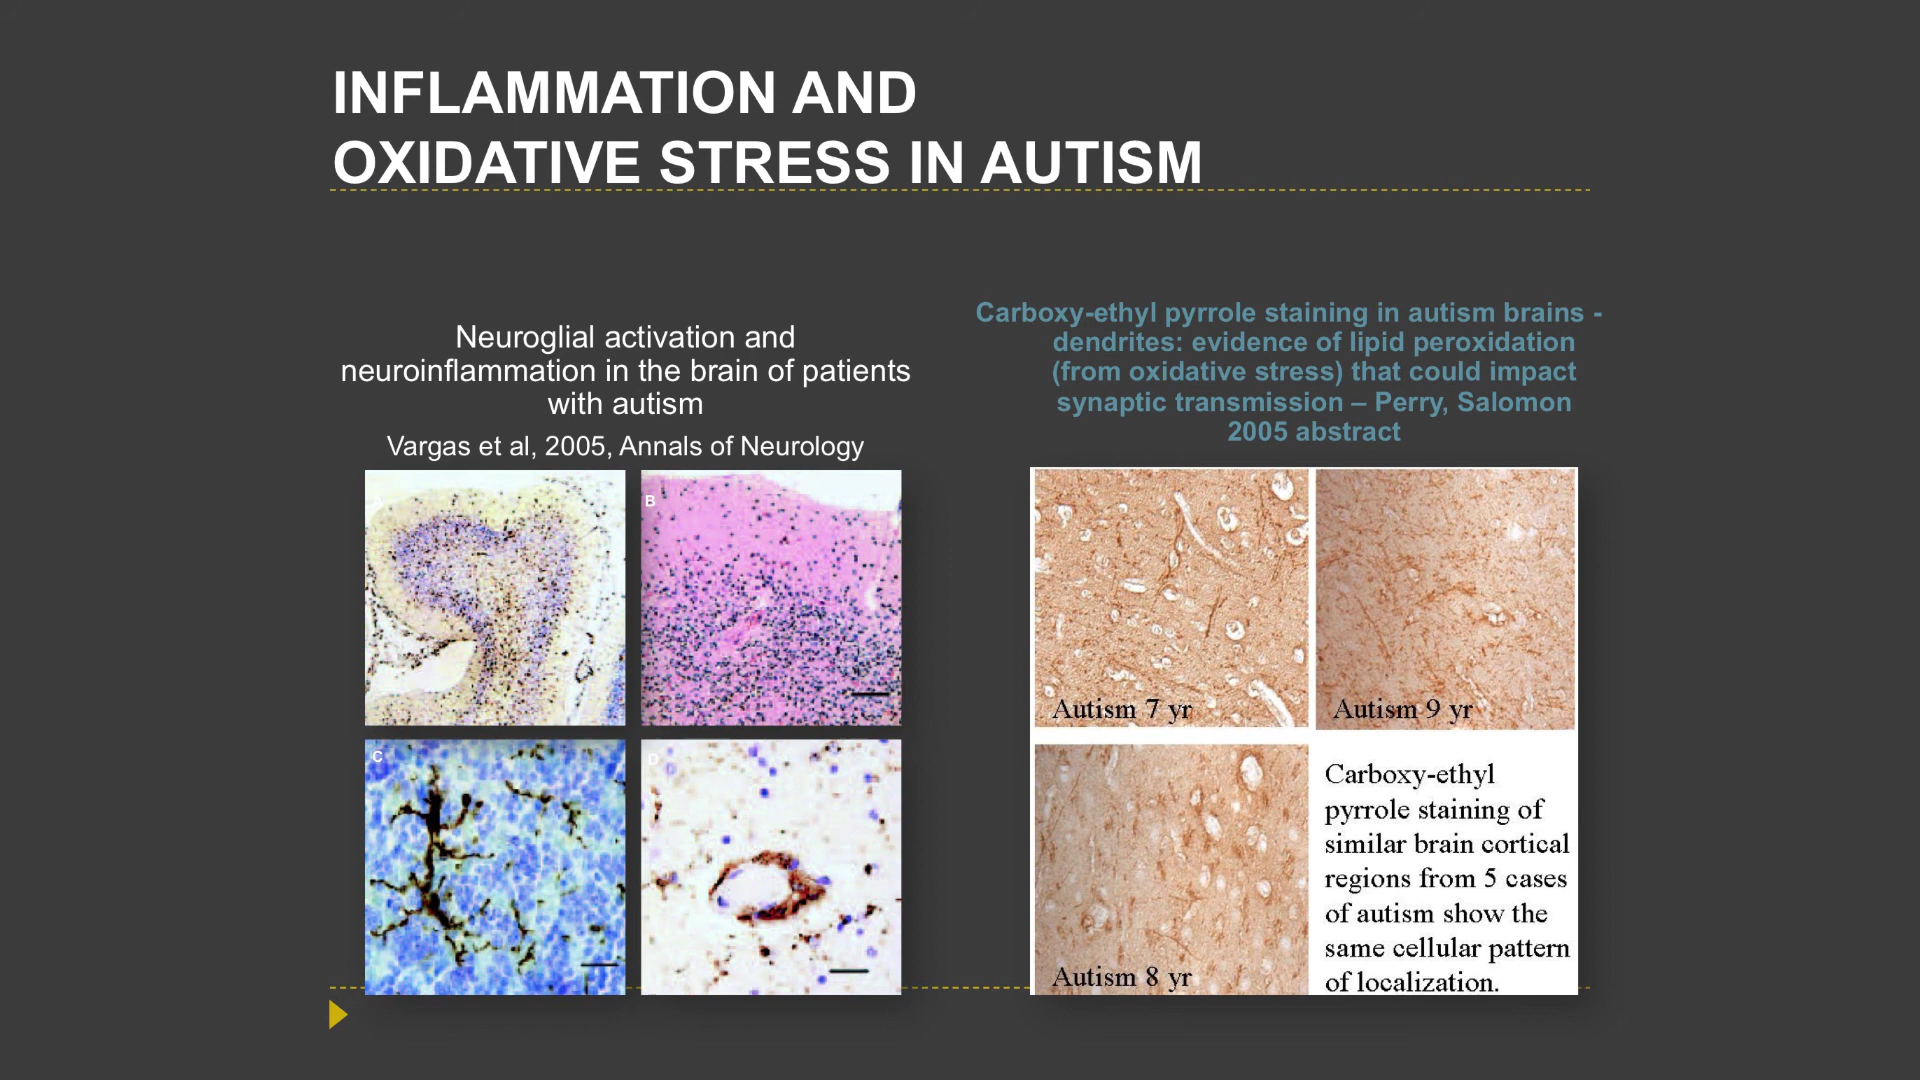 INFLAMMATION AND
OXIDATIVE STRESS IN AUTISM
Neuroglial activation and
neuroinflammation in the brain of patients
with autism
Vargas et al, 2005, Annals of Neurology
B
C
D
Carboxy-ethyl pyrrole staining in autism brains -
dendrites: evidence of lipid peroxidation
(from oxidative stress) that could impact
synaptic transmission – Perry, Salomon
2005 abstract
Autism 7 yr
Autism 9 yr
Autism 8 yr
Carboxy-ethyl
pyrrole staining of
similar brain cortical
regions from 5 cases
of autism show the
same cellular pattern
of localization.